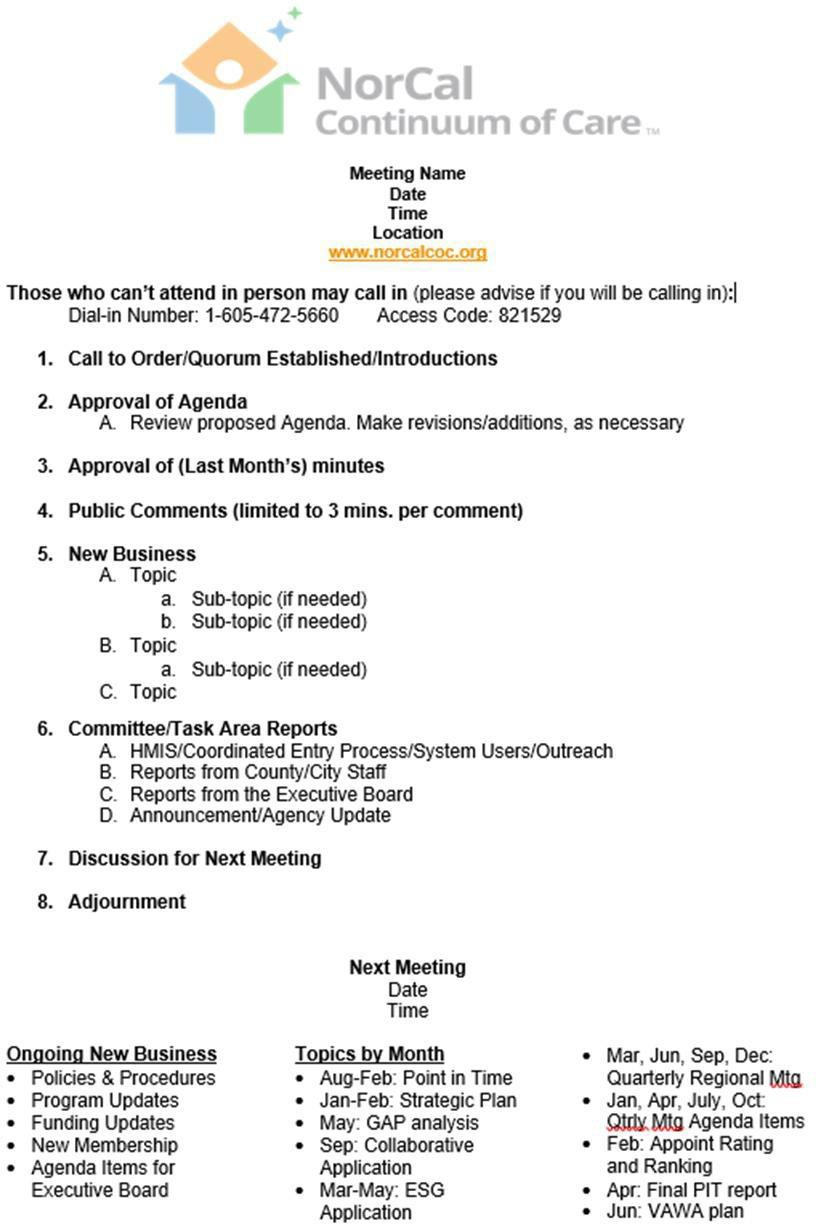 NorCal
Continuum of Care TM
Meeting Name
Date
Time
Location
www.norcalcoc.org
Those who can't attend in person may call in (please advise if you will be calling in):
Dial-in Number: 1-605-472-5660 Access Code: 821529
1. Call to Order/Quorum Established/Introductions
2. Approval of Agenda
A. Review proposed Agenda. Make revisions/additions, as necessary
3. Approval of (Last Month's) minutes
4. Public Comments (limited to 3 mins. per comment)
5. New Business
A. Topic
a. Sub-topic (if needed)
b. Sub-topic (if needed)
B. Topic
a. Sub-topic (if needed)
C. Topic
6. Committee/Task Area Reports
A. HMIS/Coordinated Entry Process/System Users/Outreach
B. Reports from County/City Staff
C. Reports from the Executive Board
D. Announcement/Agency Update
7. Discussion for Next Meeting
8. Adjournment
Next Meeting
Date
Time
Ongoing New Business
• Policies & Procedures
• Program Updates
• Funding Updates
• New Membership
• Agenda Items for
Executive Board
Topics by Month
• Aug-Feb: Point in Time
• Jan-Feb: Strategic Plan
• May: GAP analysis
• Sep: Collaborative
Application
• Mar-May: ESG
Application
• Mar, Jun, Sep, Dec:
Quarterly Regional Mtg
• Jan, Apr, July, Oct:
Qtrly Mtg Agenda Items
• Feb: Appoint Rating
and Ranking
• Apr: Final PIT report
• Jun: VAWA plan